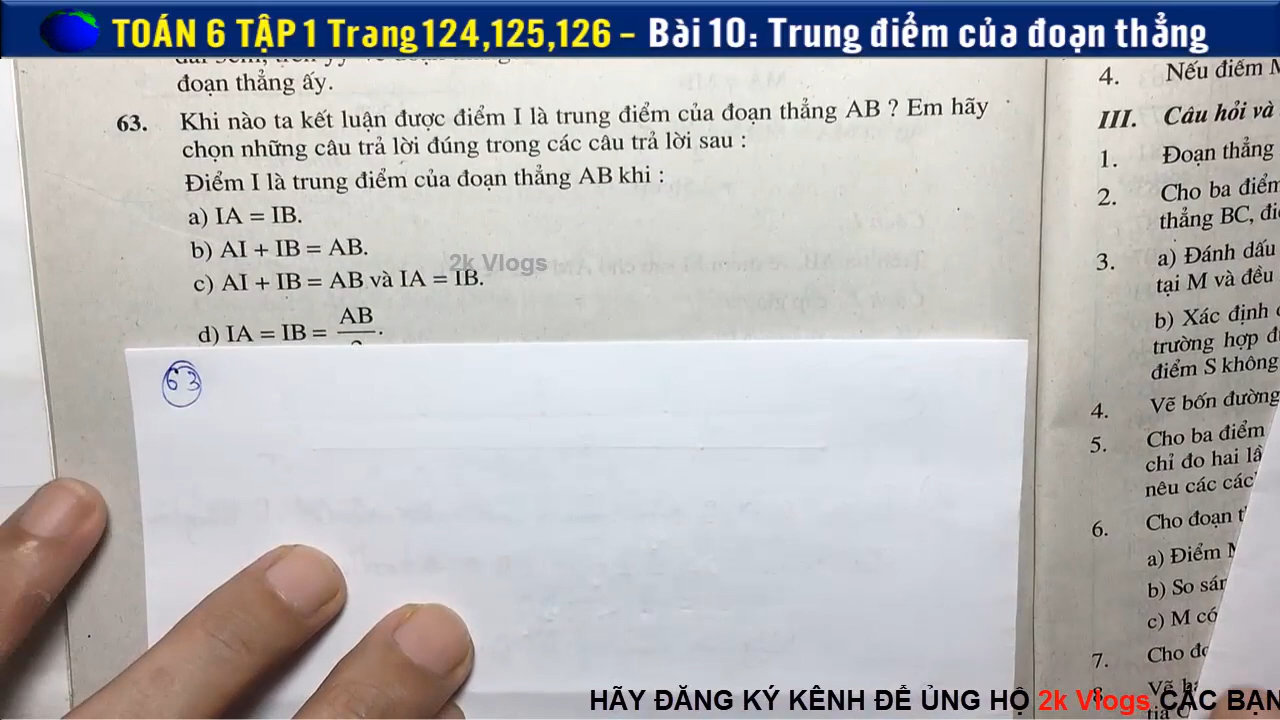 TOÁN 6 TẬP 1 Trang 124,125,126 - Bài 10: Trung điểm của đoạn thẳng
đoạn thẳng ấy.
63. Khi nào ta kết luận được điểm I là trung điểm của đoạn thẳng AB ? Em hãy
chọn những câu trả lời đúng trong các câu trả lời sau :
Điểm I là trung điểm của đoạn thẳng AB khi :
a) IA = IB.
b) AI + IB = AB.
2k Vlogs
c) AI + IB = AB và IA = IB.
d) IA = IB = AB
63
4. Nếu điểm
III. Câu hỏi và
1. Đoạn thẳng
2. Cho ba điểm
thẳng BC,
3. a) Đánh dấu
tại M và đều
b) Xác định
trường hợp
điểm S không
4. Vẽ bốn đường
5. Cho ba điểm
chỉ đo hai
nêu các
6. Cho đoạn
a) Điểm
b) So
c) M có
7. Cho
8. Vẽ
tia
HÃY ĐĂNG KÝ KÊNH ĐỂ ỦNG HỘ 2k Vlogs CÁC BẠN